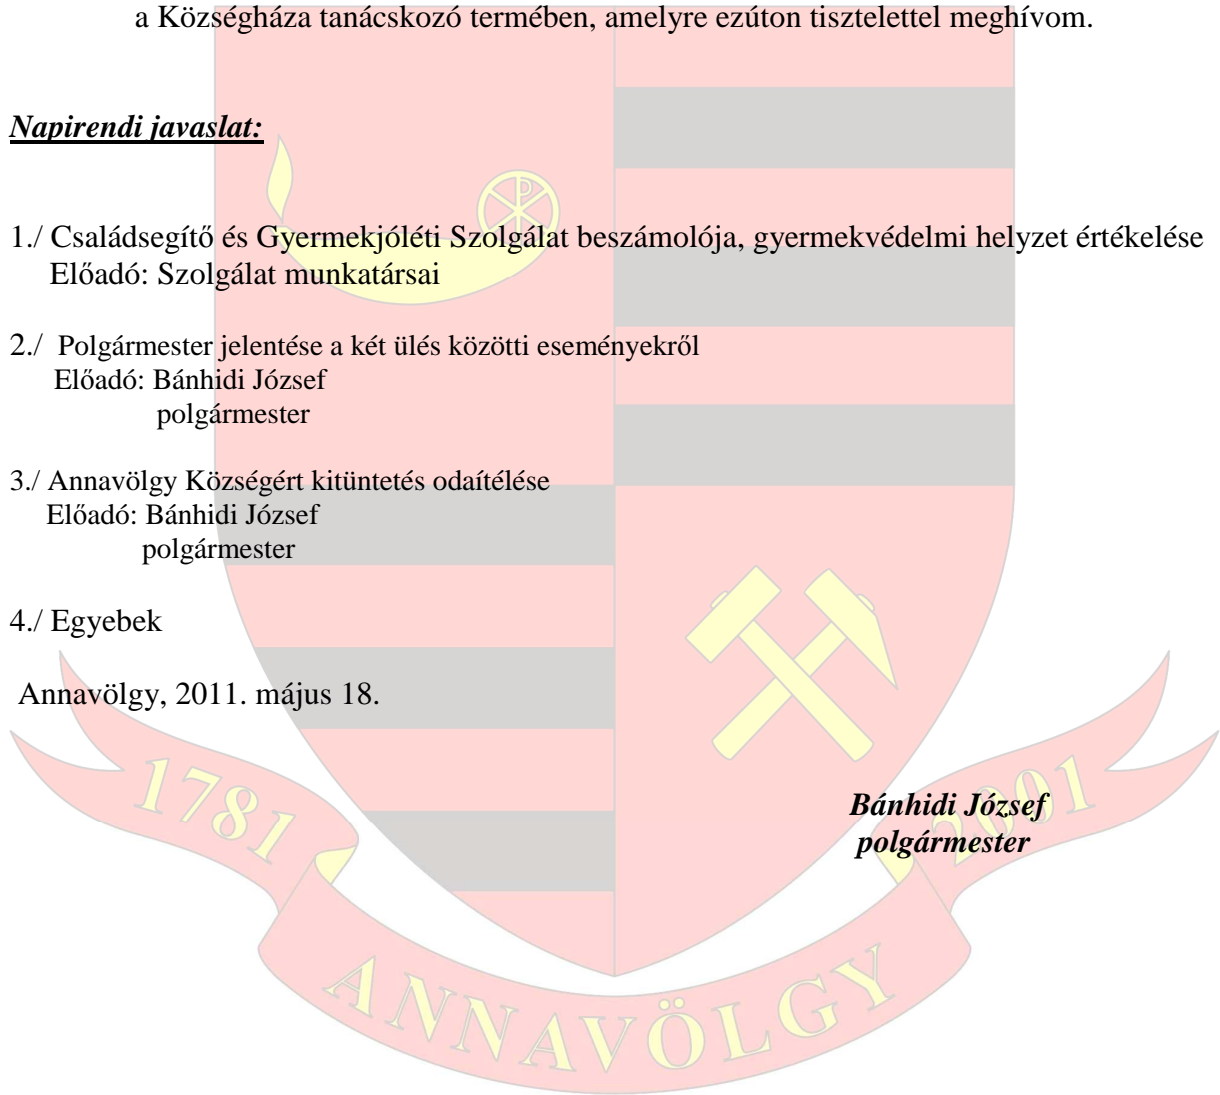 a Községháza tanácskozó termében, amelyre ezúton tisztelettel meghívom.
Napirendi javaslat:
1./ Családsegítő és Gyermekjóléti Szolgálat beszámolója, gyermekvédelmi helyzet értékelése
Előadó: Szolgálat munkatársai
2./ Polgármester jelentése a két ülés közötti eseményekről
Előadó: Bánhidi József
polgármester
3./ Annavölgy Községért kitüntetés odaítélése
Előadó: Bánhidi József
polgármester
4./ Egyebek
Annavölgy, 2011. május 18.
Bánhidi József
polgármester
1781
2001
ANNAVÖLGY